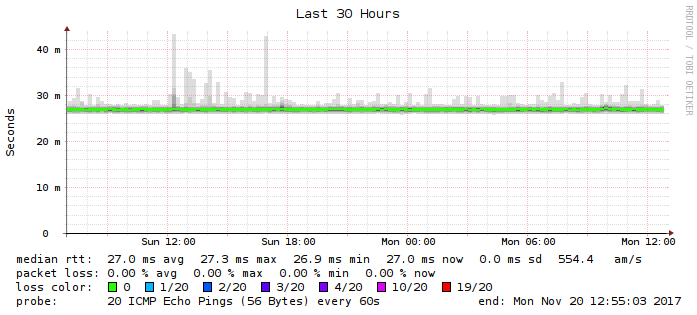 Last 30 Hours
RRDTOOL / TOBI OETIKER
Seconds
40 m
30 m
20 m
10 m
0
Sun 12:00 Sun 18:00 Mon 00:00 Mon 06:00 Mon 12:00
median rtt: 27.0 ms avg 27.3 ms max 26.9 ms min 27.0 ms now 0.0 ms sd 554.4 am/s
packet loss: 0.00 % avg 0.00 % max 0.00 % min 0.00 % now
loss color: 0 1/20 2/20 3/20 4/20 10/20 19/20
probe: 20 ICMP Echo Pings (56 Bytes) every 60s end: Mon Nov 20 12:55:03 2017